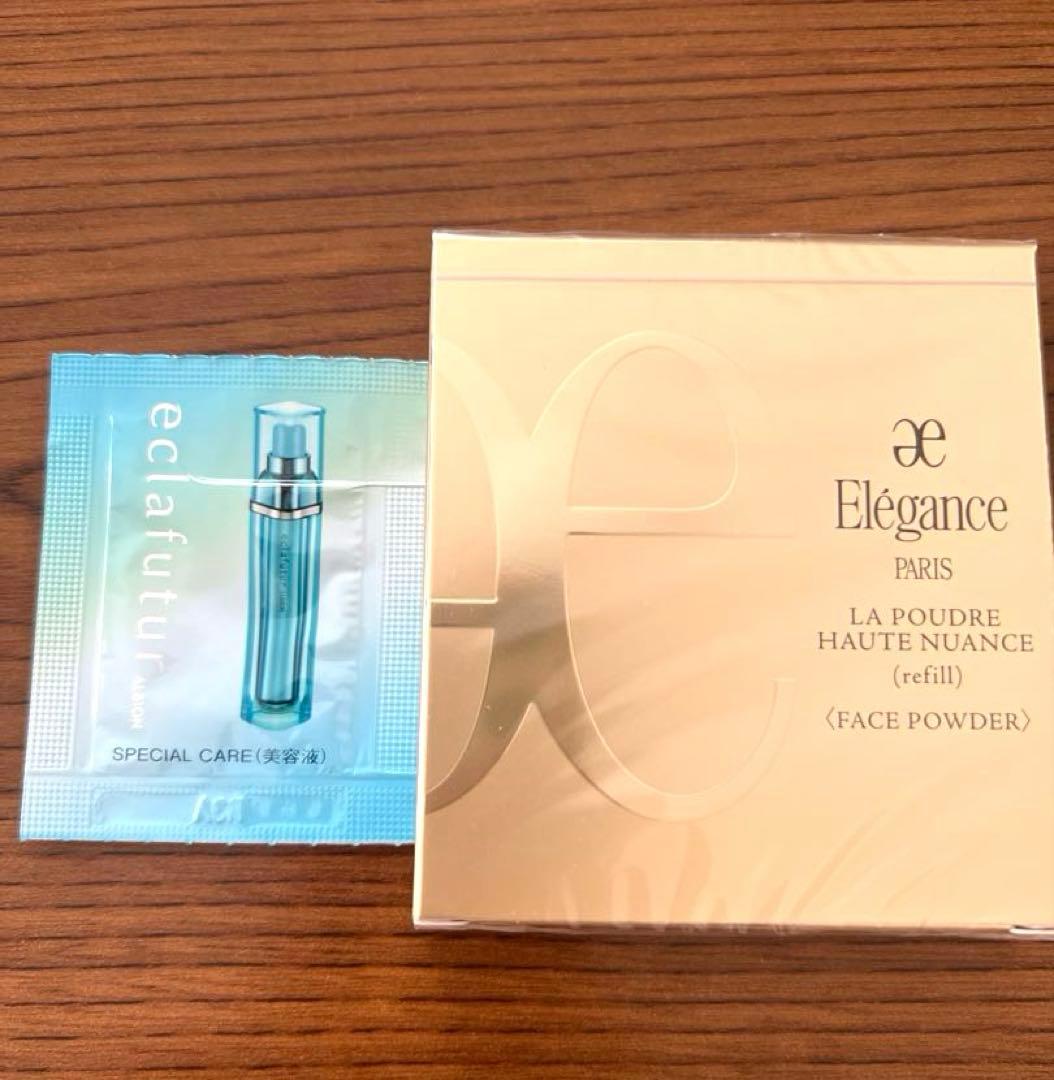 eclafutur
ALBION
SPECIAL CARE(美容液)
æ
Elégance
PARIS
LA POUDRE
HAUTE NUANCE
(refill)
〈FACE POWDER〉